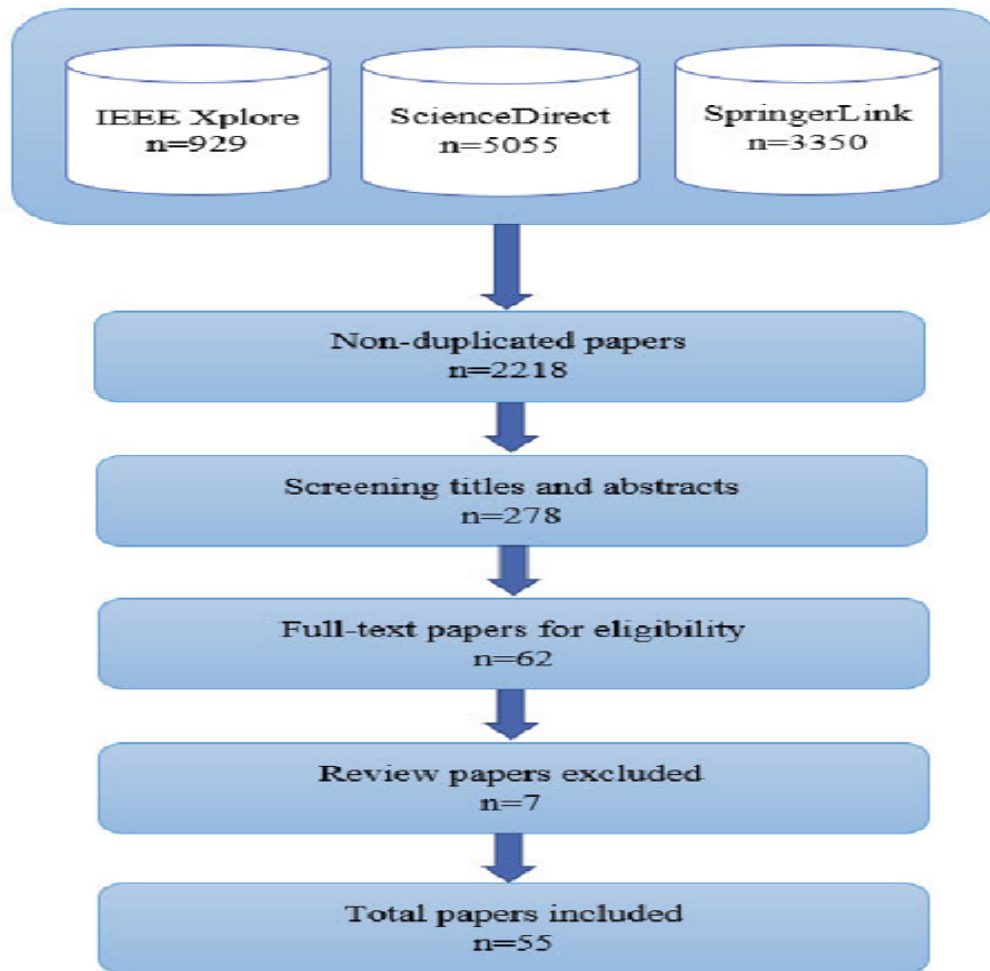 IEEE Xplore
n=929
ScienceDirect
n=5055
SpringerLink
n=3350
Non-duplicated papers
n=2218
Screening titles and abstracts
n=278
Full-text papers for eligibility
n=62
Review papers excluded
n=7
Total papers included
n=55